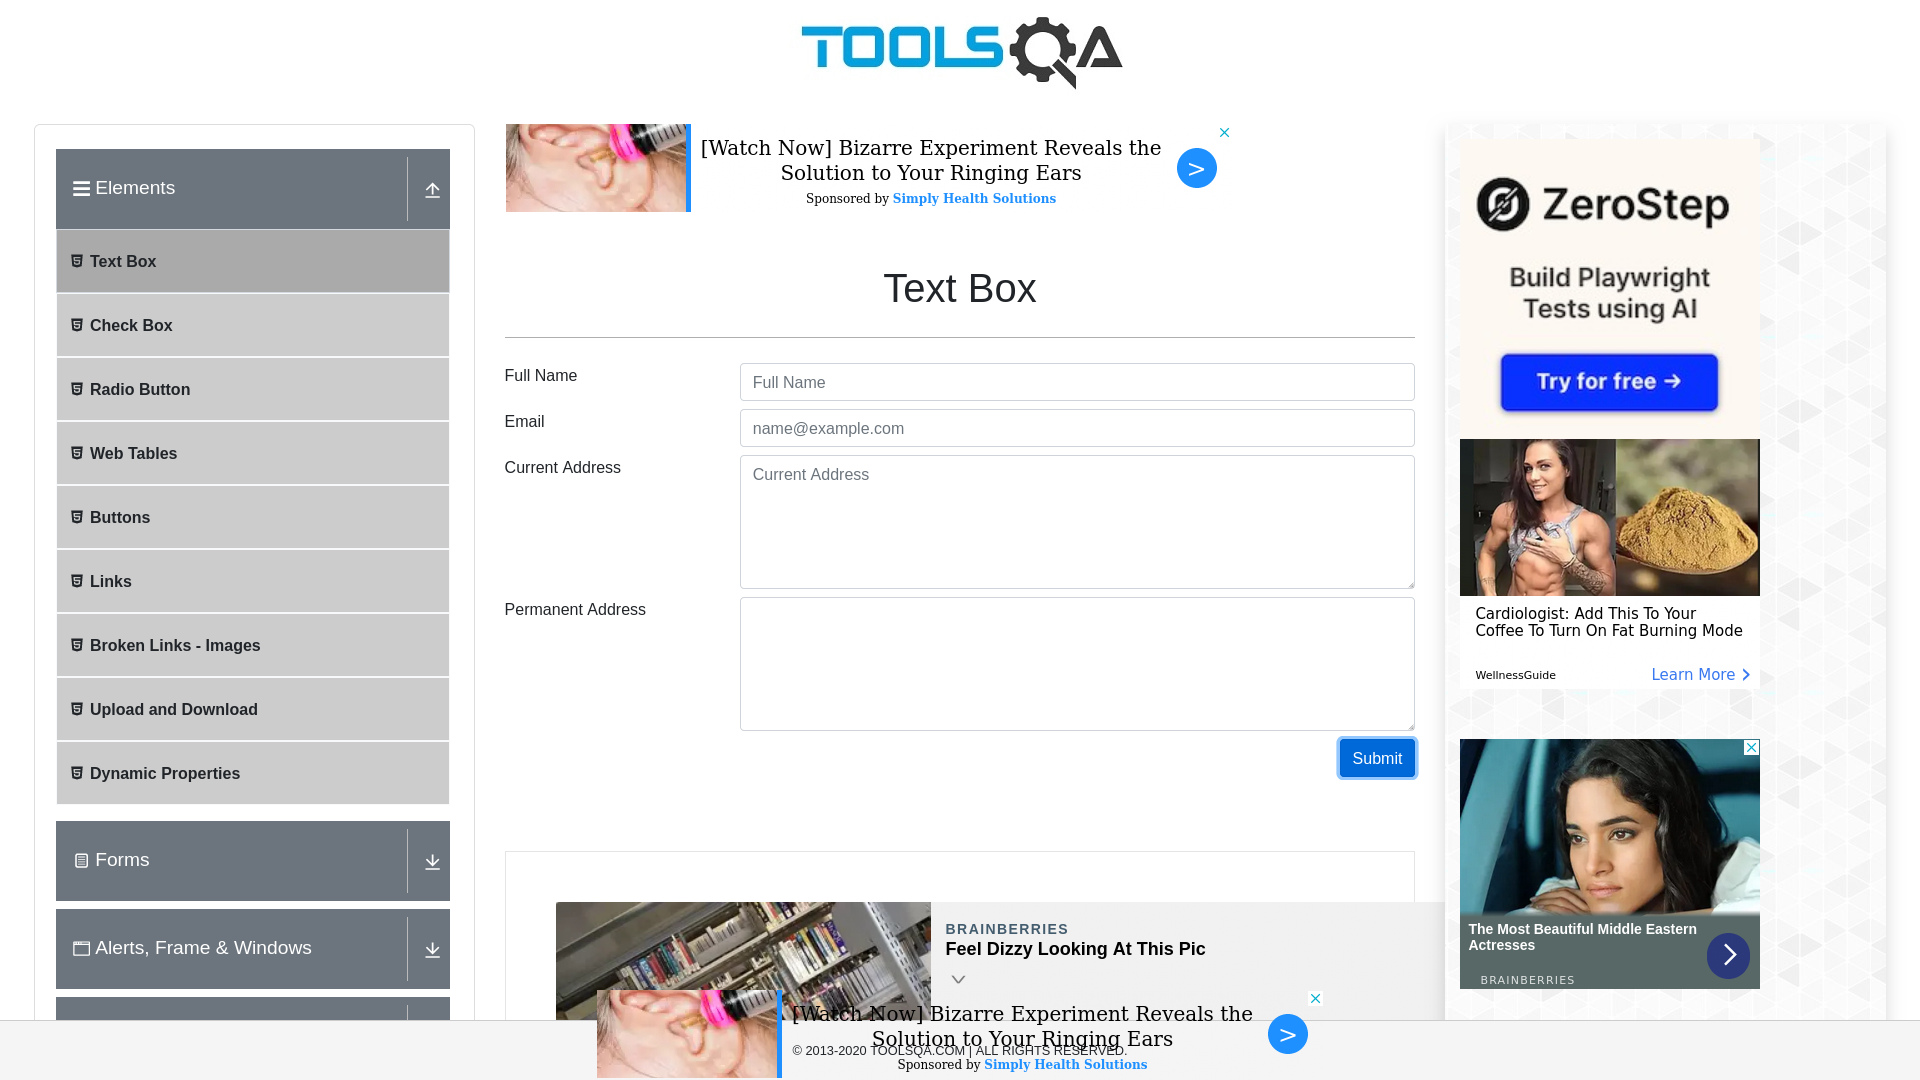 TOOLSQA
Elements
Text Box
Check Box
Radio Button
Web Tables
Buttons
Links
Broken Links - Images
Upload and Download
Dynamic Properties
Forms
Alerts, Frame & Windows
[Watch Now] Bizarre Experiment Reveals the
Solution to Your Ringing Ears
Sponsored by Simply Health Solutions
>
Text Box
Full Name
Full Name
Email
name@example.com
Current Address
Current Address
Permanent Address
Submit
BRAINBERRIES
Feel Dizzy Looking At This Pic
[Watch Now] Bizarre Experiment Reveals the
Solution to Your Ringing Ears
Sponsored by Simply Health Solutions
>
© 2013-2020 TOOLSQA.COM | ALL RIGHTS RESERVED.
ZeroStep
Build Playwright
Tests using AI
Try for free →
Cardiologist: Add This To Your
Coffee To Turn On Fat Burning Mode
WellnessGuide
Learn More
The Most Beautiful Middle Eastern
Actresses
BRAINBERRIES